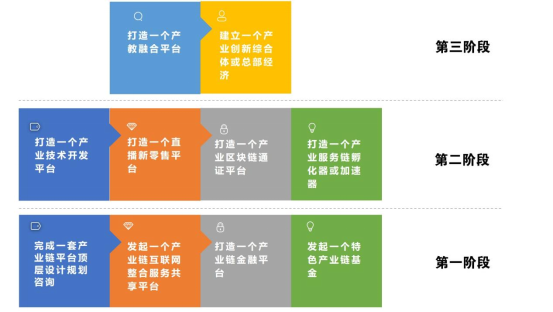 打造一个产
教融合平台
建立一个产
业创新综合
体或总部经
济
第三阶段
打造一个产
业技术开发
平台
打造一个直
播新零售平
台
打造一个产
业区块链通
证平台
打造一个产
业服务链孵
化器或加速
器
第二阶段
完成一套产
业链平台顶
层设计规划
咨询
发起一个产
业链互联网
整合服务共
享平台
打造一个产
业链金融平
台
发起一个特
色产业链基
金
第一阶段